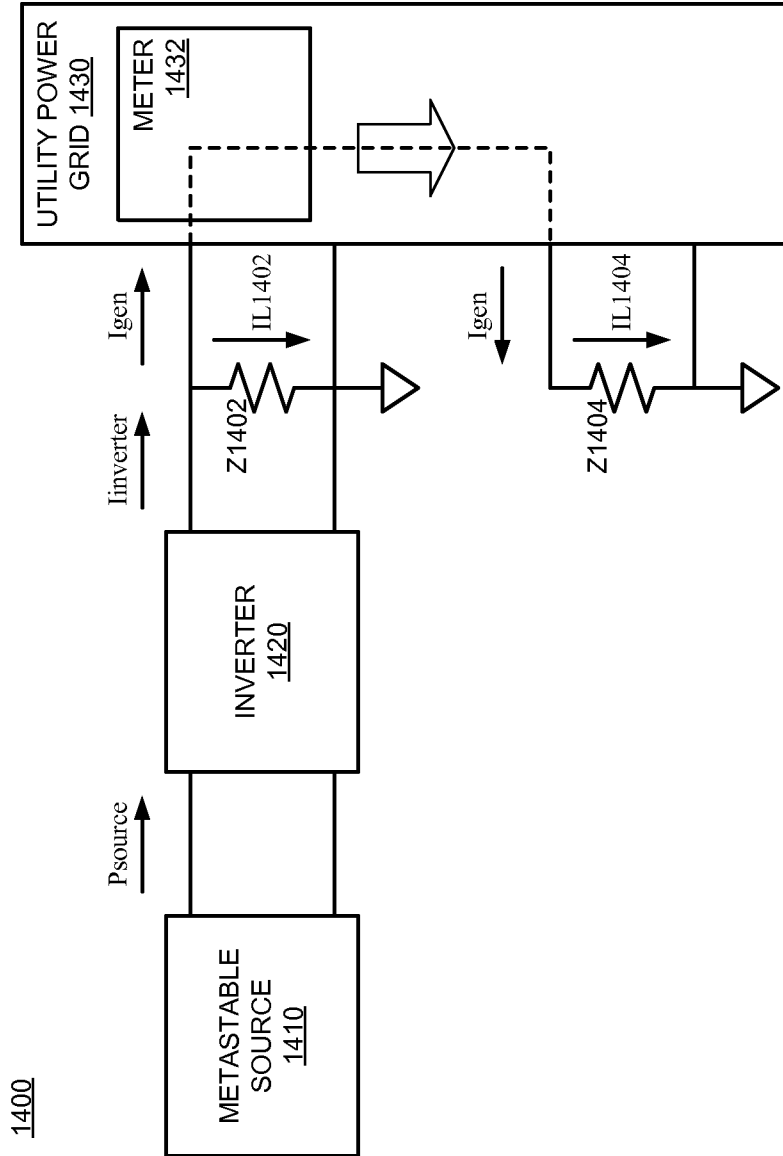 1400
METASTABLE
SOURCE
1410
Psource
INVERTER
1420
Iinverter
Igen
Z1402
IL1402
UTILITY POWER
GRID 1430
METER
1432
Igen
Z1404
IL1404